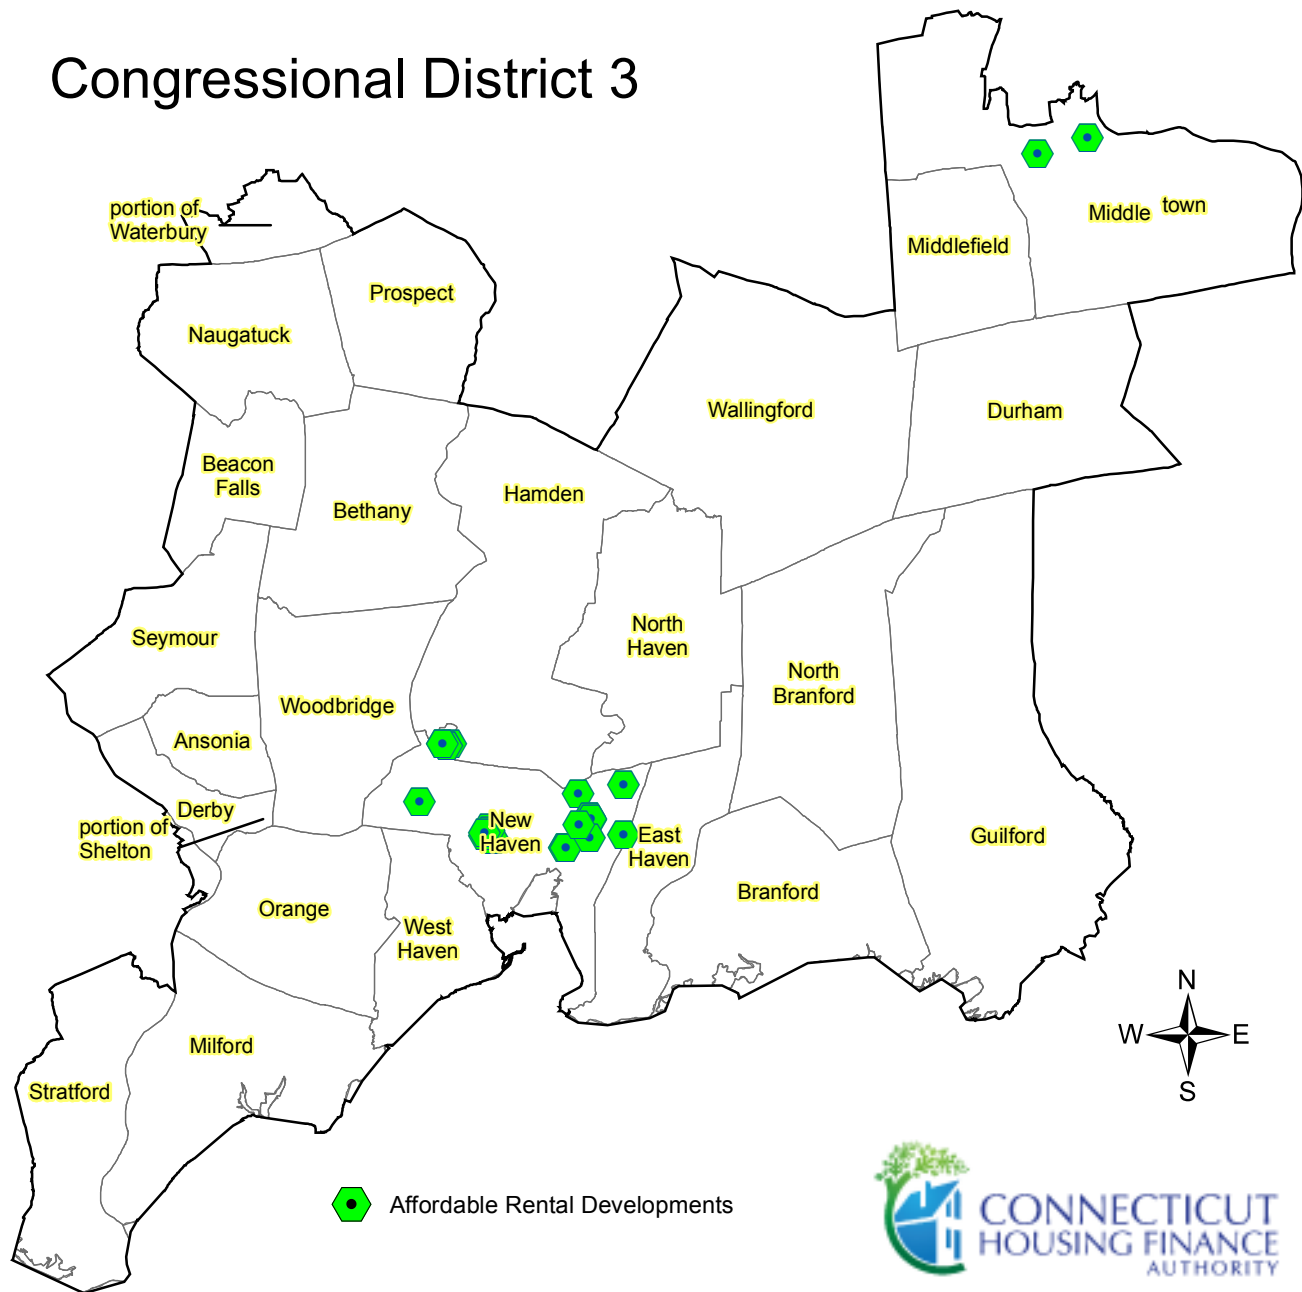 Congressional District 3
portion of
Waterbury
Prospect
Naugatuck
Middle town
Middlefield
Wallingford
Durham
Beacon
Falls
Bethany
Hamden
Seymour
North
Haven
North
Branford
Woodbridge
Ansonia
Derby
portion of
Shelton
New
Haven
East
Haven
Guilford
Branford
Orange
West
Haven
Milford
Stratford
N
W E
S
Affordable Rental Developments
CONNECTICUT
HOUSING FINANCE
AUTHORITY